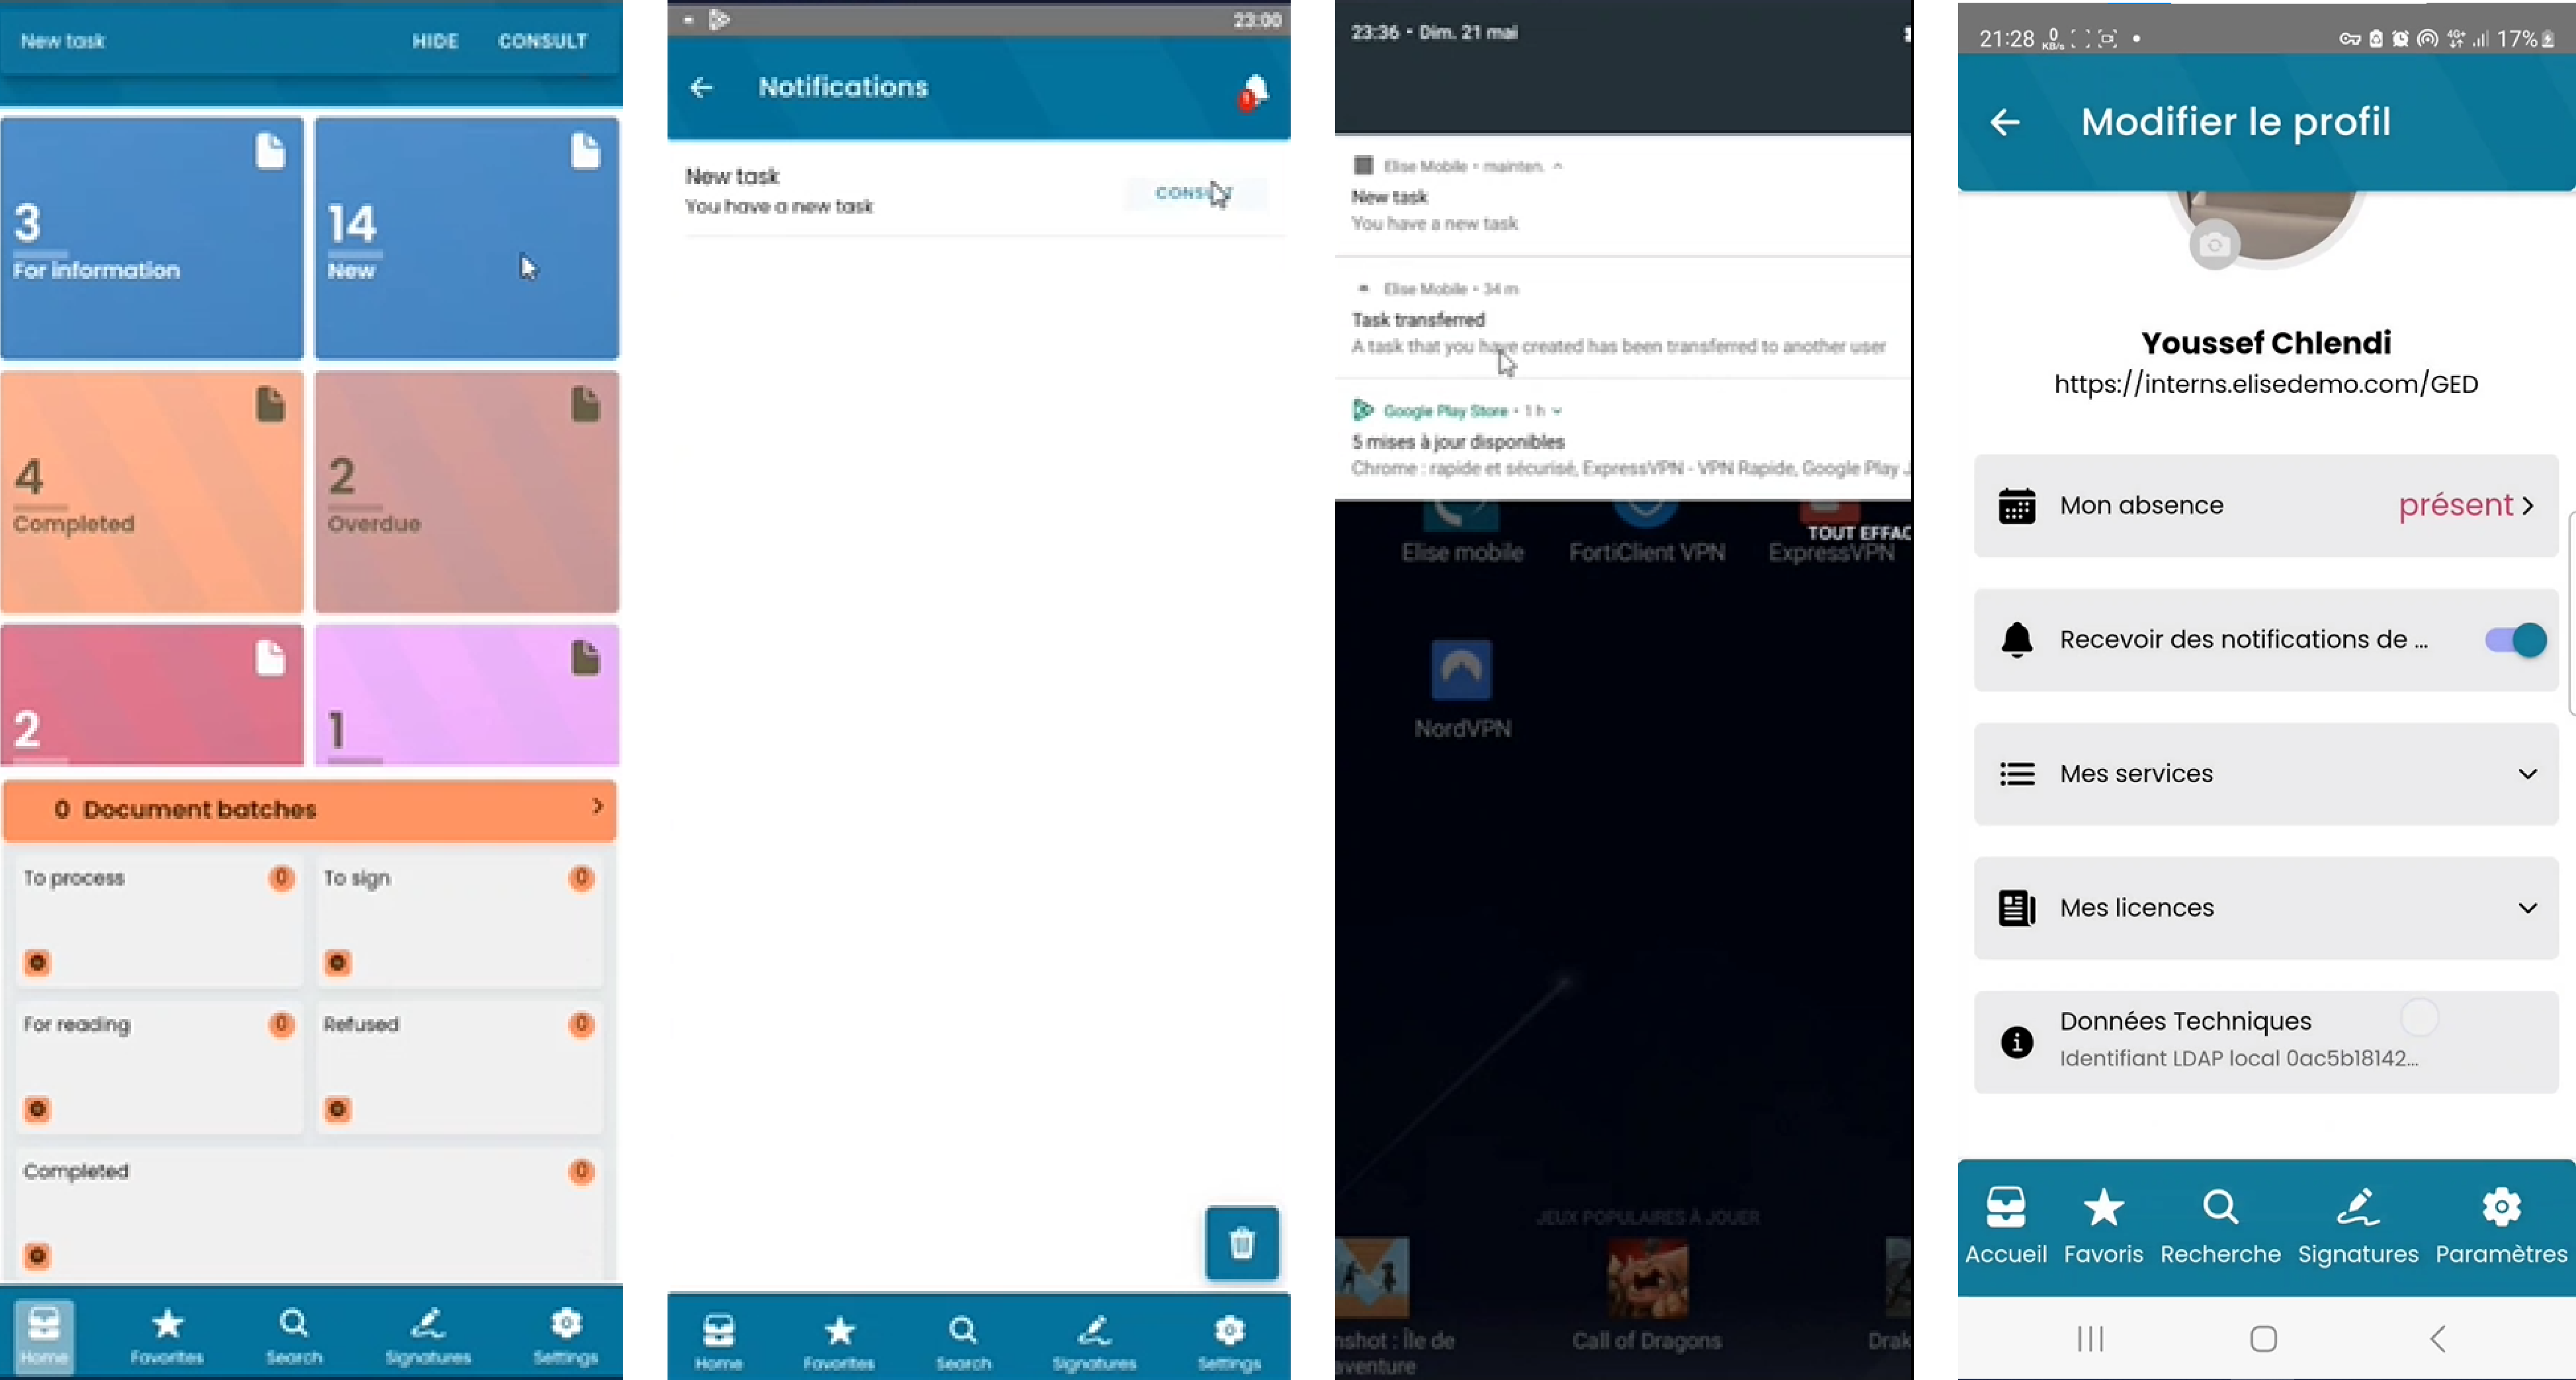 New task
HIDE
CONSULT
3
For information
14
New
4
Completed
2
Overdue
2
1
0 Document batches
To process
0
To sign
0
For reading
0
Refused
0
Completed
0
Home
Favorites
Search
Signatures
Settings
23:00
Notifications
New task
You have a new task
Home
Favorites
Search
Signatures
Settings
23:36 • Dim. 21 mai
Elise Mobile • mainten.
New task
You have a new task
Elise Mobile • 34 m
Task transferred
A task that you have created has been transferred to another user
Google Play Store • 1 h
5 mises à jour disponibles
Chrome : rapide et sécurisé, ExpressVPN - VPN Rapide, Google Play
TOUT EFFAC
Elise mobile
FortiClient VPN
ExpressVPN
NordVPN
JEUX POPULAIRES À JOUER
nshot : Île de
aventure
Call of Dragons
Drak
21:28
0
KB/s
4G+
17%
Modifier le profil
Youssef Chlendi
https://interns.elisedemo.com/GED
Mon absence
présent
Recevoir des notifications de ...
Mes services
Mes licences
Données Techniques
Identifiant LDAP local 0ac5b18142...
Accueil
Favoris
Recherche
Signatures
Paramètres